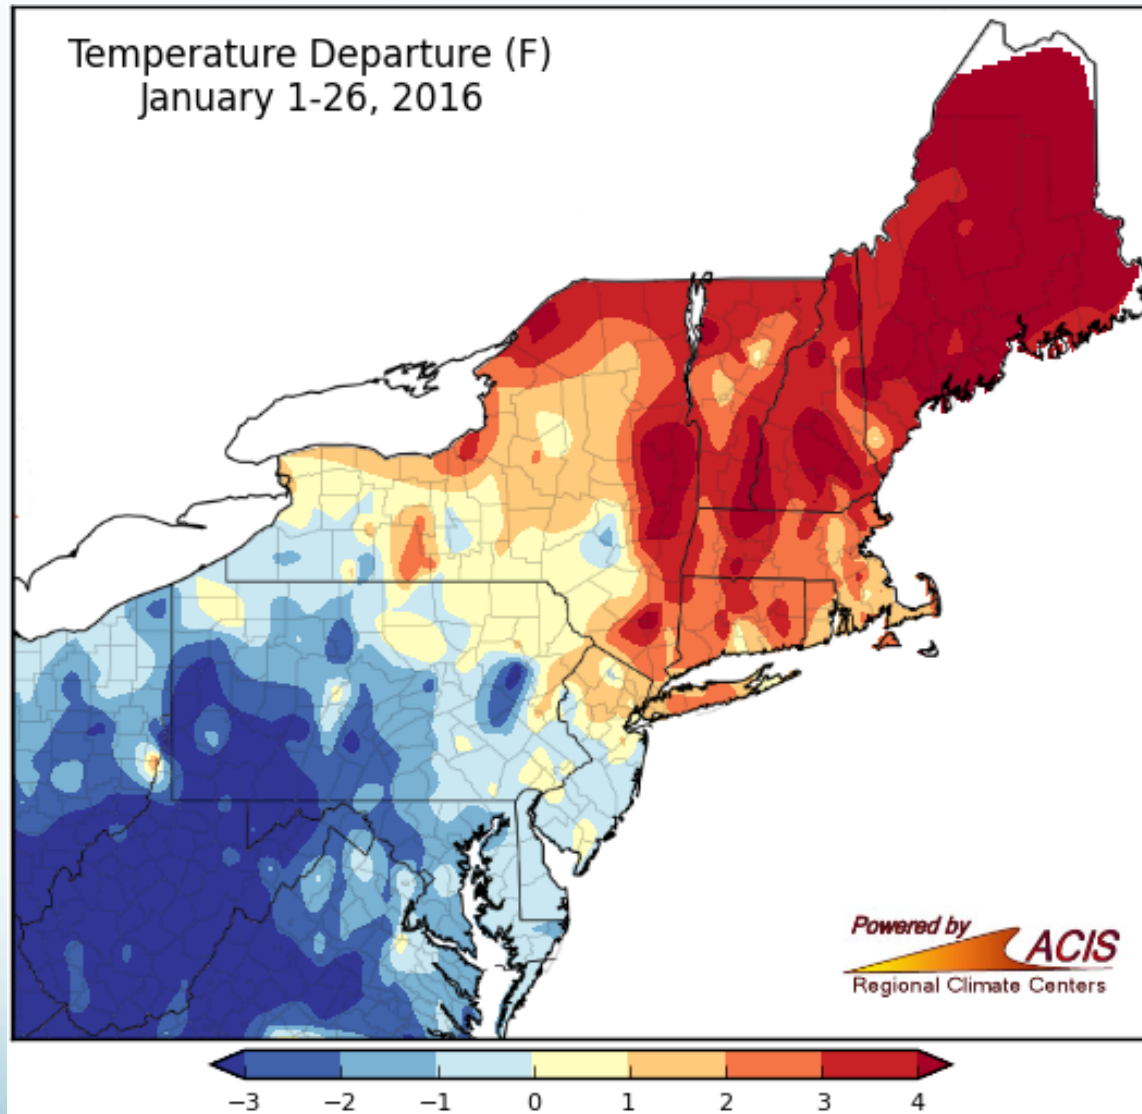 Temperature Departure (F)
January 1-26, 2016
Powered by
ACIS
Regional Climate Centers
−3 −2 −1 0 1 2 3 4